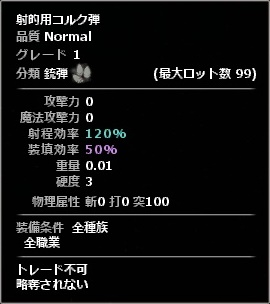 射的用コルク弾
品質 Normal
グレード 1
分類 銃弾 (最大ロット数 99)
攻撃力 0
魔法攻撃力 0
射程効率 120%
装填効率 50%
重量 0.01
硬度 3
物理属性 斬0 打0 突100
装備条件 全種族
全職業
トレード不可
略奪されない